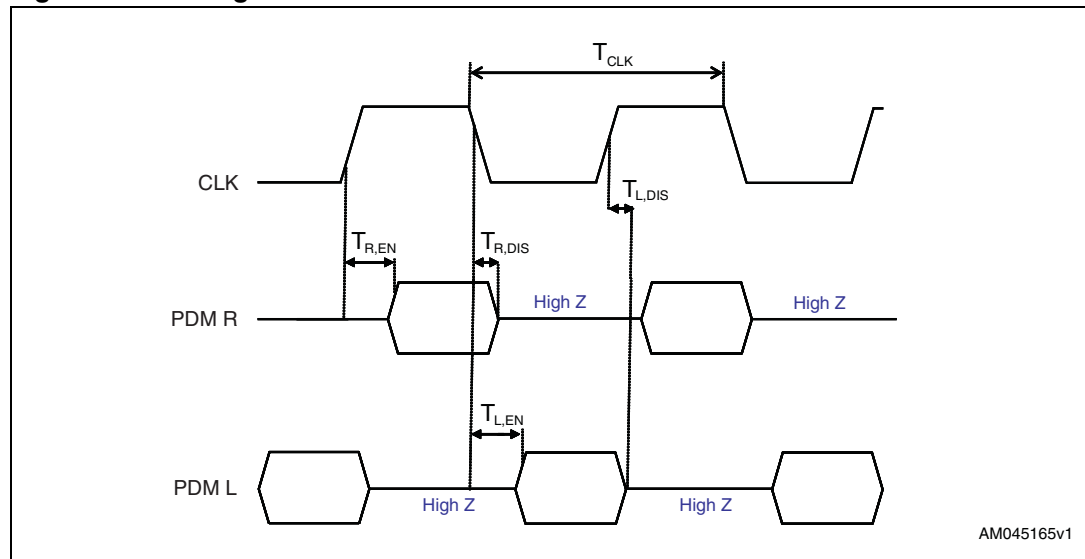 T_CLK
CLK
T_L,DIS
T_R,EN
T_R,DIS
High Z
High Z
PDM R
T_L,EN
PDM L
High Z
High Z
AM045165v1